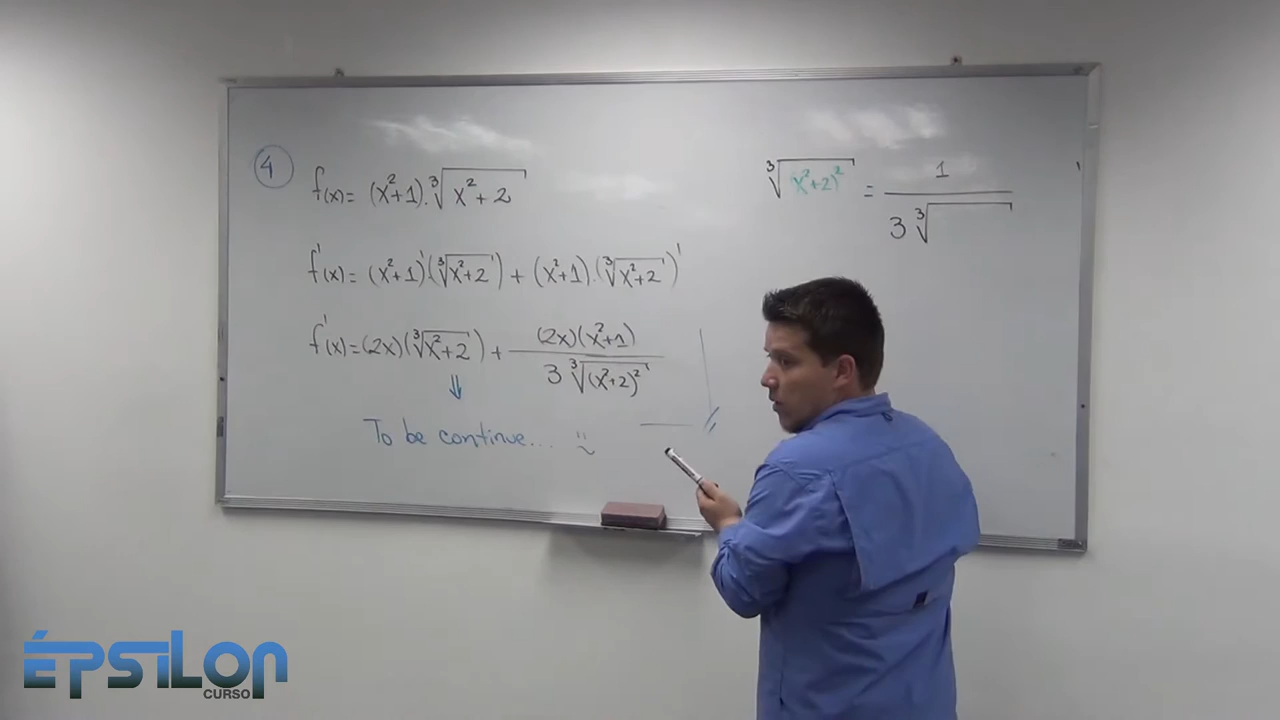 4
f(x) = (x²+1).∛(x²+2)
f'(x) = (x²+1)'(∛(x²+2)) + (x²+1).(∛(x²+2))'
f'(x) = (2x)(∛(x²+2)) + (2x)(x²+1) / 3∛(x²+2)²
⇓
To be continue...
∛x²+2)² = 1 / 3∛
ÉPSILON
CURSO